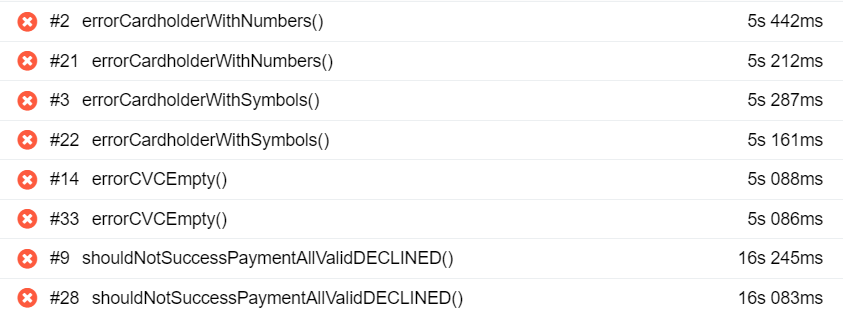 #2 errorCardholderWithNumbers() 5s 442ms
#21 errorCardholderWithNumbers() 5s 212ms
#3 errorCardholderWithSymbols() 5s 287ms
#22 errorCardholderWithSymbols() 5s 161ms
#14 errorCVCEmpty() 5s 088ms
#33 errorCVCEmpty() 5s 086ms
#9 shouldNotSuccessPaymentAllValidDECLINED() 16s 245ms
#28 shouldNotSuccessPaymentAllValidDECLINED() 16s 083ms